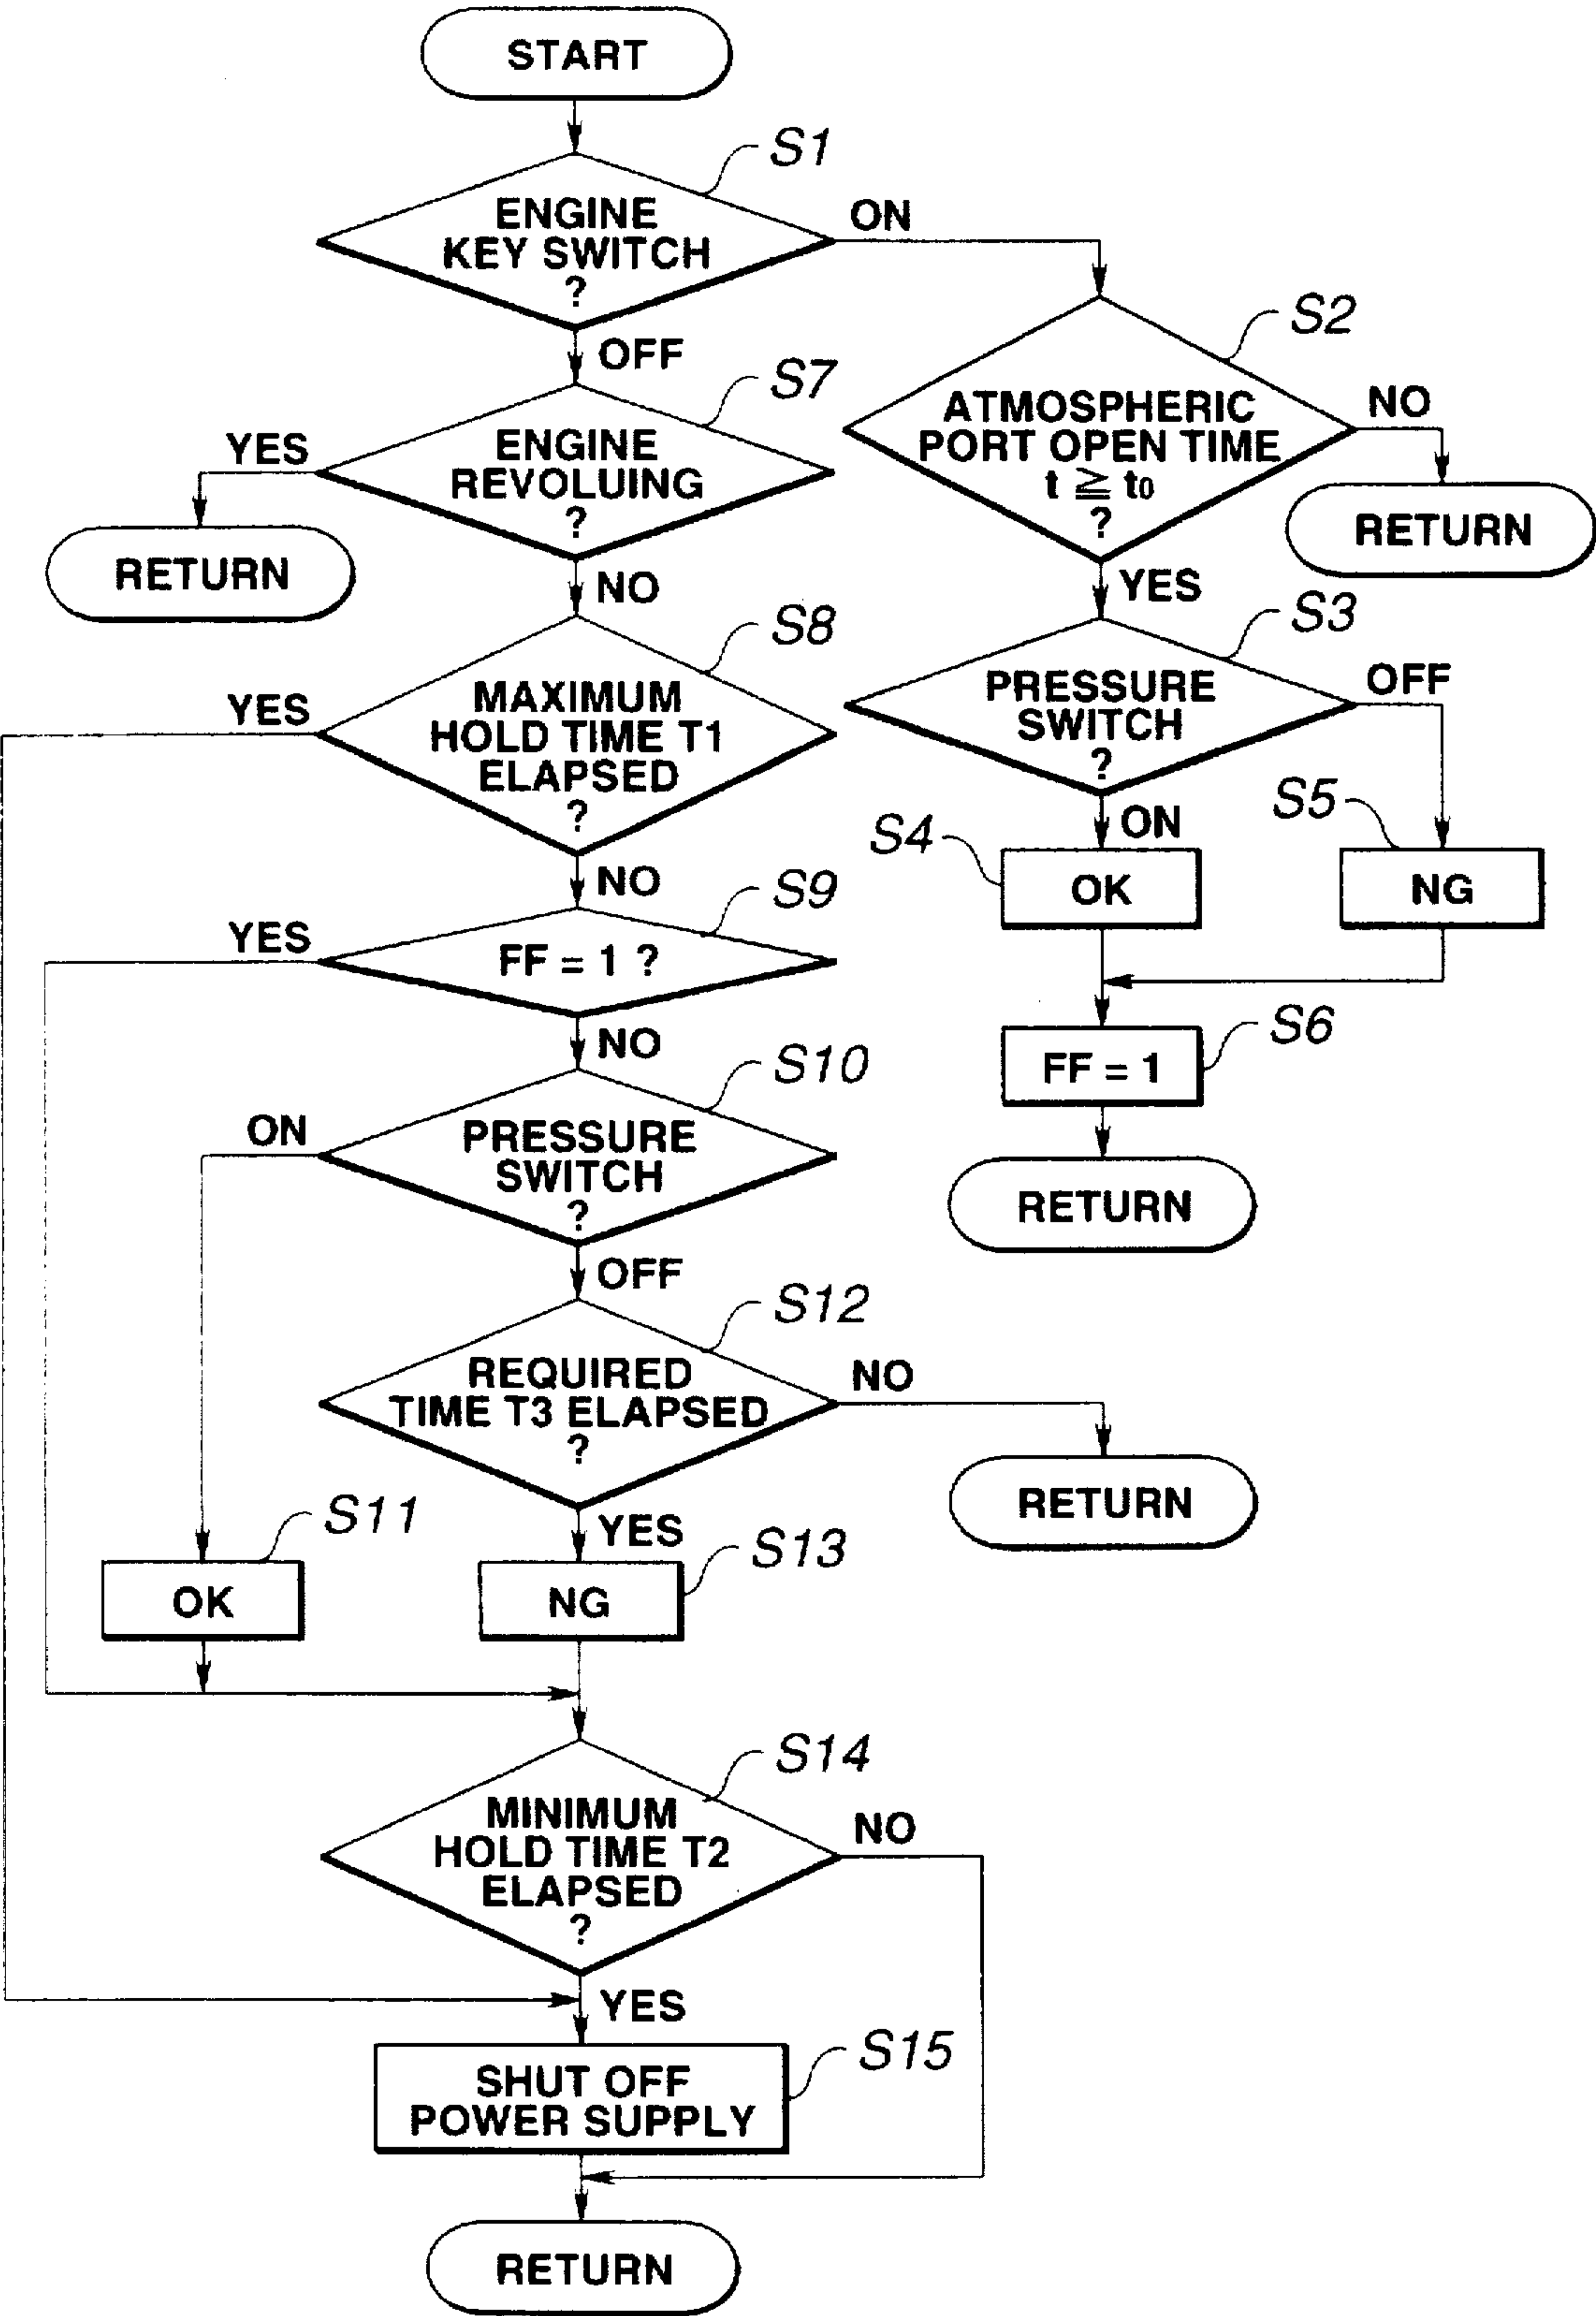 START
S1
ENGINE
KEY SWITCH
?
ON
OFF
S2
ATMOSPHERIC
PORT OPEN TIME
t ≧ t0
?
NO
RETURN
YES
S7
ENGINE
REVOLUING
?
YES
RETURN
NO
S3
PRESSURE
SWITCH
?
OFF
ON
S4
OK
S5
NG
S6
FF = 1
RETURN
S8
MAXIMUM
HOLD TIME T1
ELAPSED
?
YES
NO
S9
FF = 1 ?
YES
NO
S10
PRESSURE
SWITCH
?
ON
OFF
S12
REQUIRED
TIME T3 ELAPSED
?
NO
RETURN
YES
S11
OK
S13
NG
S14
MINIMUM
HOLD TIME T2
ELAPSED
?
NO
YES
S15
SHUT OFF
POWER SUPPLY
RETURN